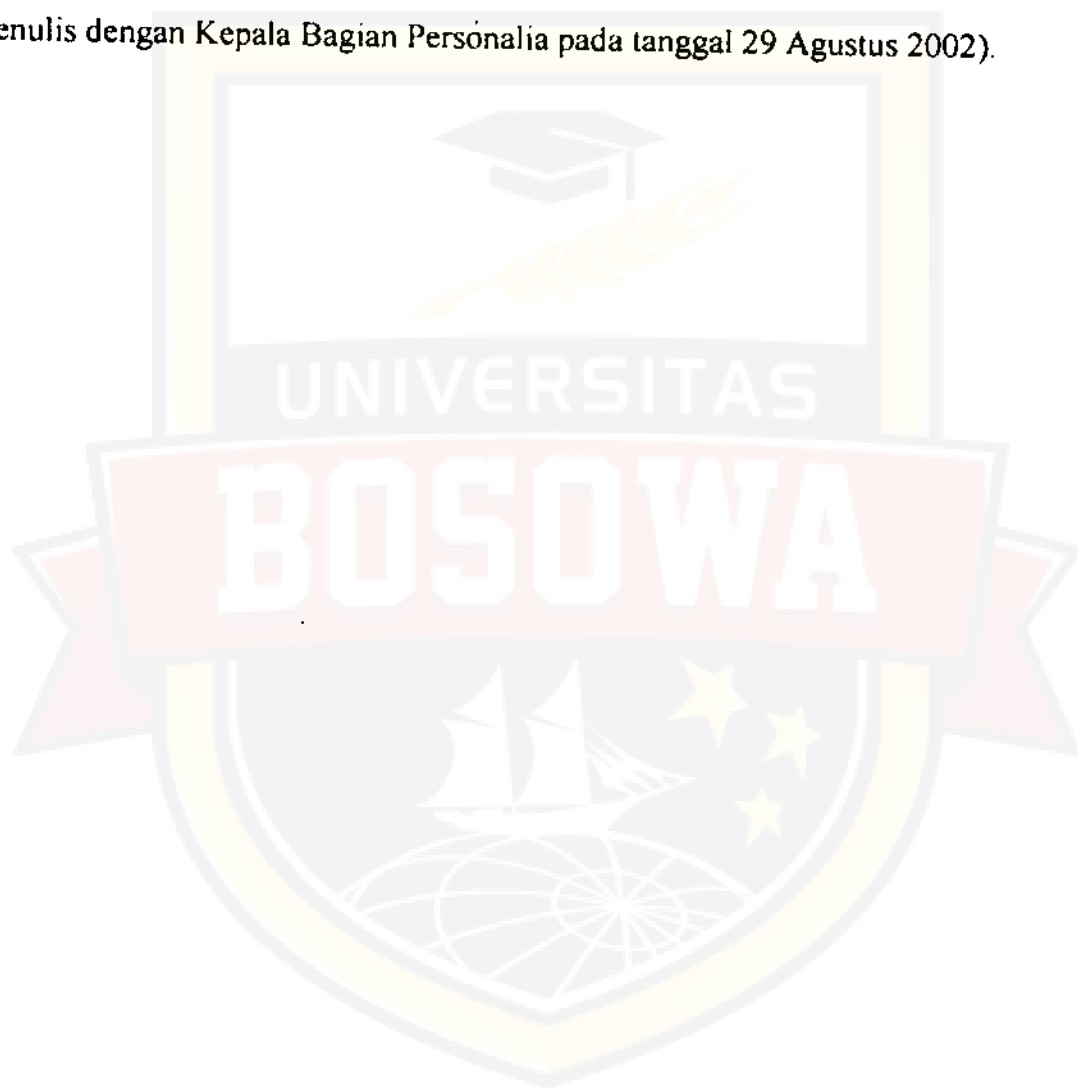 enulis dengan Kepala Bagian Personalia pada tanggal 29 Agustus 2002).
UNIVERSITAS
BOSOWA